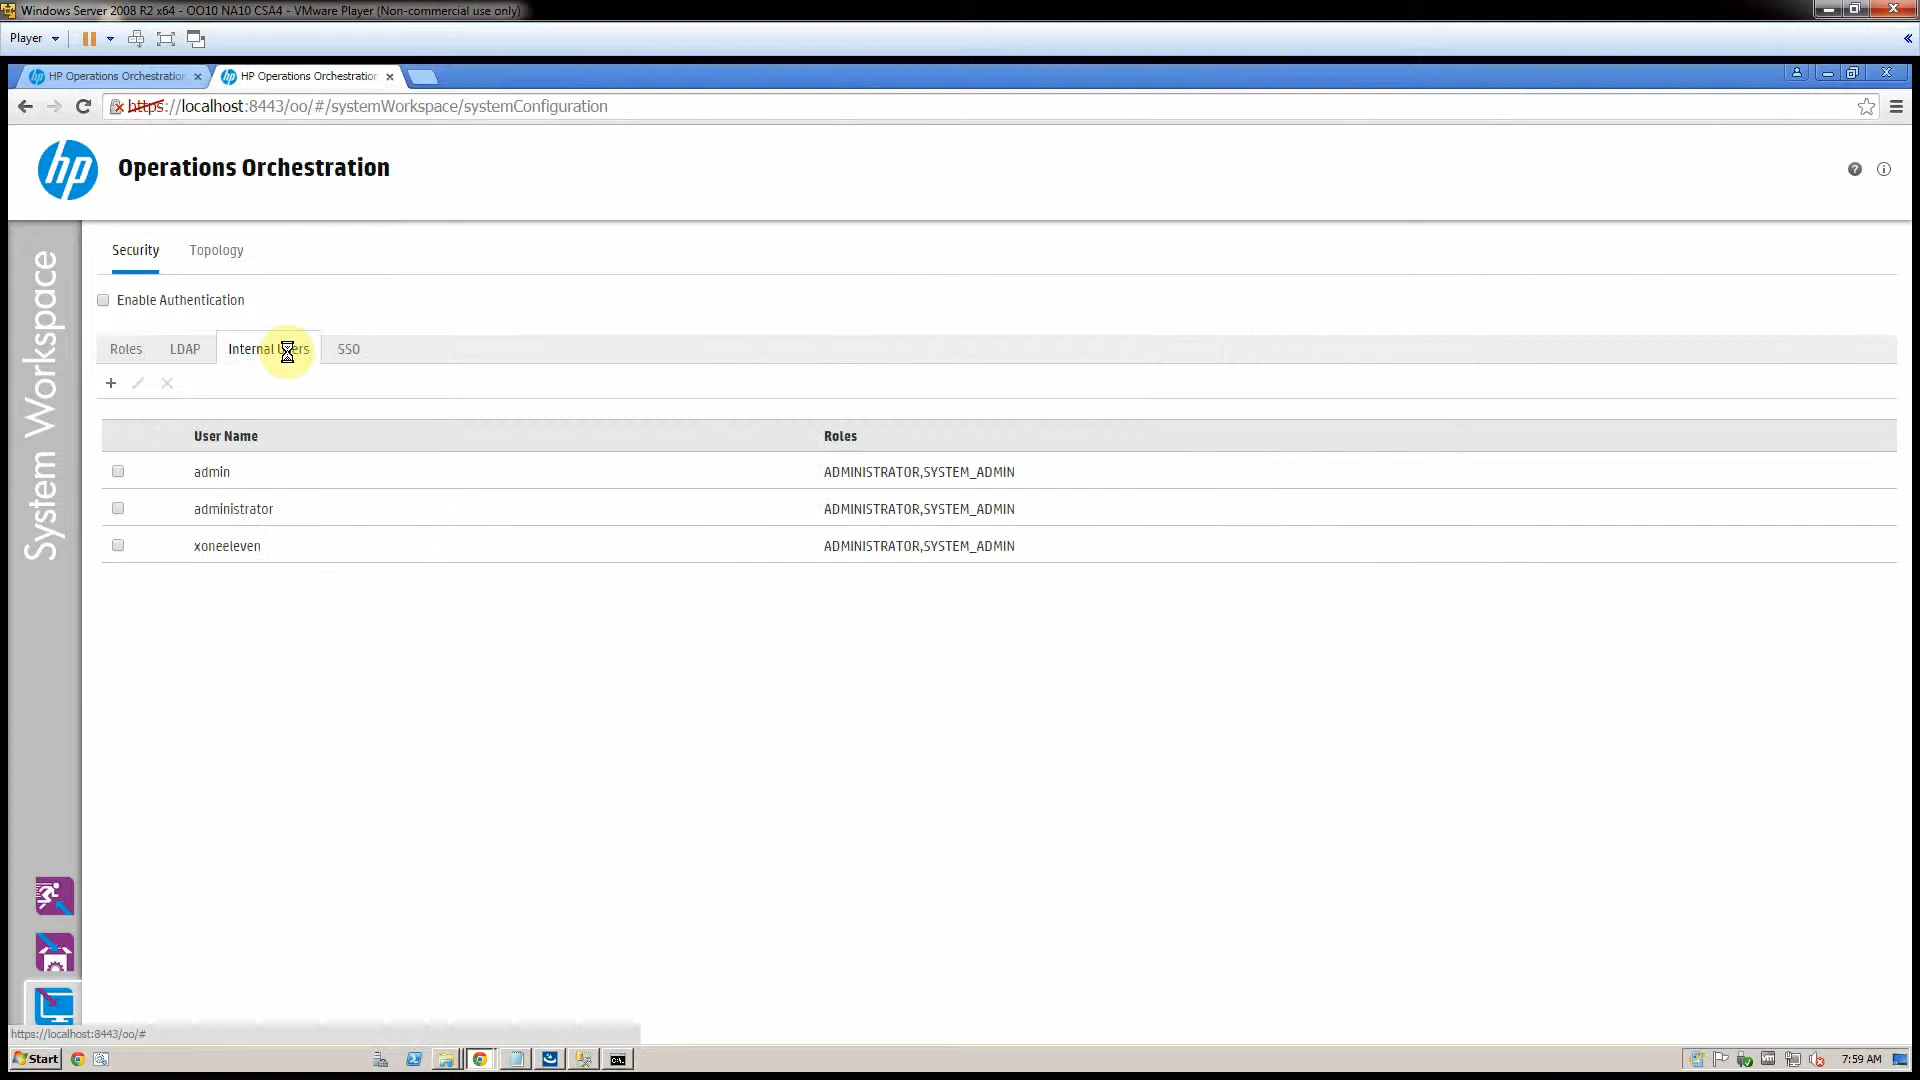 Windows Server 2008 R2 x64 - OO10 NA10 CSA4 - VMware Player (Non-commercial use only)
Player
HP Operations Orchestration
HP Operations Orchestration
https://localhost:8443/oo/#/systemWorkspace/systemConfiguration
hp
Operations Orchestration
System Workspace
Security Topology
Enable Authentication
Roles LDAP Internal Users SSO
User Name Roles
admin ADMINISTRATOR,SYSTEM_ADMIN
administrator ADMINISTRATOR,SYSTEM_ADMIN
xoneeleven ADMINISTRATOR,SYSTEM_ADMIN
https://localhost:8443/oo/#
Start
7:59 AM